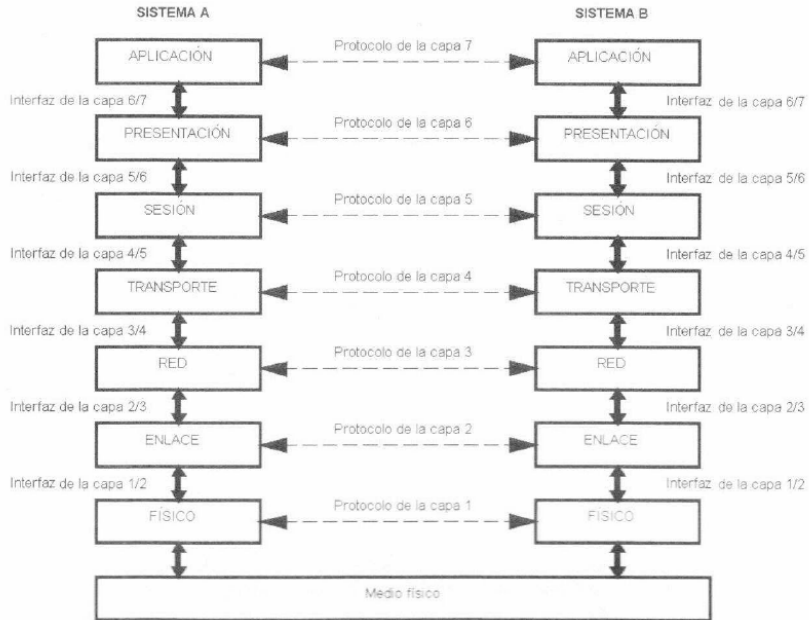 SISTEMA A
SISTEMA B
APLICACIÓN
Protocolo de la capa 7
APLICACIÓN
Interfaz de la capa 6/7
Interfaz de la capa 6/7
PRESENTACIÓN
Protocolo de la capa 6
PRESENTACIÓN
Interfaz de la capa 5/6
Interfaz de la capa 5/6
SESIÓN
Protocolo de la capa 5
SESIÓN
Interfaz de la capa 4/5
Interfaz de la capa 4/5
TRANSPORTE
Protocolo de la capa 4
TRANSPORTE
Interfaz de la capa 3/4
Interfaz de la capa 3/4
RED
Protocolo de la capa 3
RED
Interfaz de la capa 2/3
Interfaz de la capa 2/3
ENLACE
Protocolo de la capa 2
ENLACE
Interfaz de la capa 1/2
Interfaz de la capa 1/2
FÍSICO
Protocolo de la capa 1
FÍSICO
Medio físico